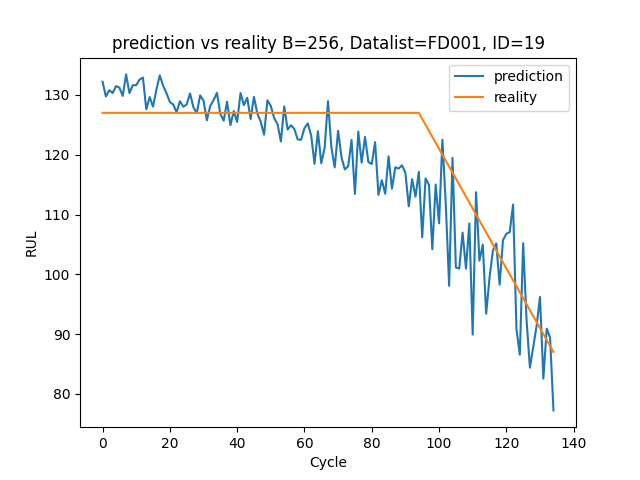 prediction vs reality B=256, Datalist=FD001, ID=19
prediction
reality
130
120
110
100
90
80
RUL
0 20 40 60 80 100 120 140
Cycle